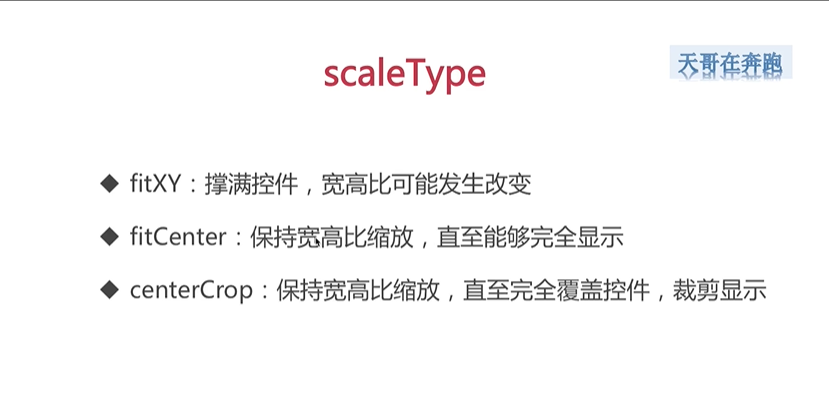 scaleType
天哥在奔跑
◆ fitXY：撑满控件，宽高比可能发生改变
◆ fitCenter：保持宽高比缩放，直至能够完全显示
◆ centerCrop：保持宽高比缩放，直至完全覆盖控件，裁剪显示